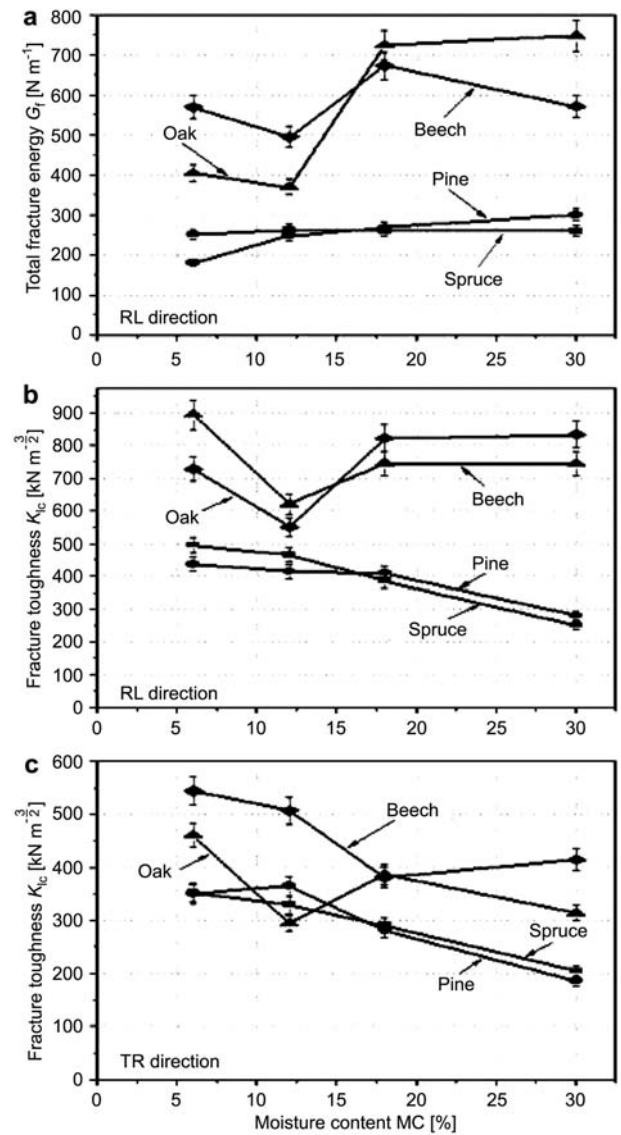 a
800
700
600
500
400
300
200
100
0
Total fracture energy Gf [N m-1]
Oak
Beech
Pine
Spruce
RL direction
0 5 10 15 20 25 30
b
900
800
700
600
500
400
300
200
100
0
Fracture toughness KIc [kN m-3/2]
Oak
Beech
Pine
Spruce
RL direction
0 5 10 15 20 25 30
c
600
500
400
300
200
100
0
Fracture toughness KIc [kN m-3/2]
Beech
Oak
Spruce
Pine
TR direction
0 5 10 15 20 25 30
Moisture content MC [%]